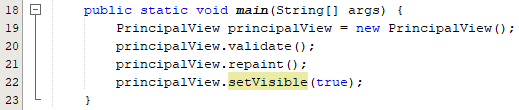 18 public static void main(String[] args) {
19 PrincipalView principalView = new PrincipalView();
20 principalView.validate();
21 principalView.repaint();
22 principalView.setVisible(true);
23 }